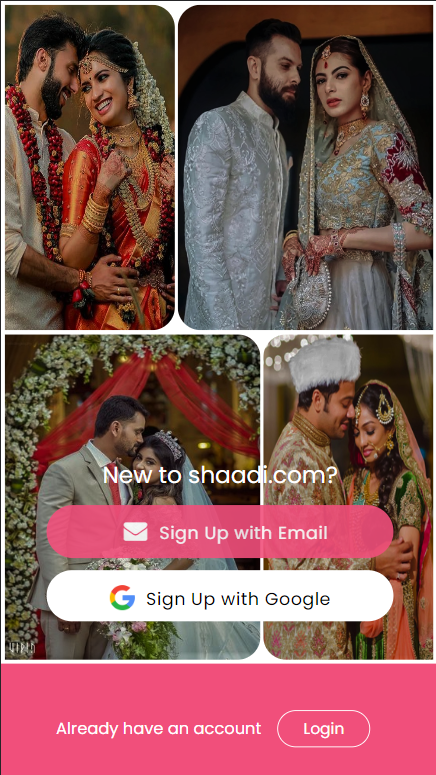 New to shaadi.com?
Sign Up with Email
Sign Up with Google
Already have an account
Login